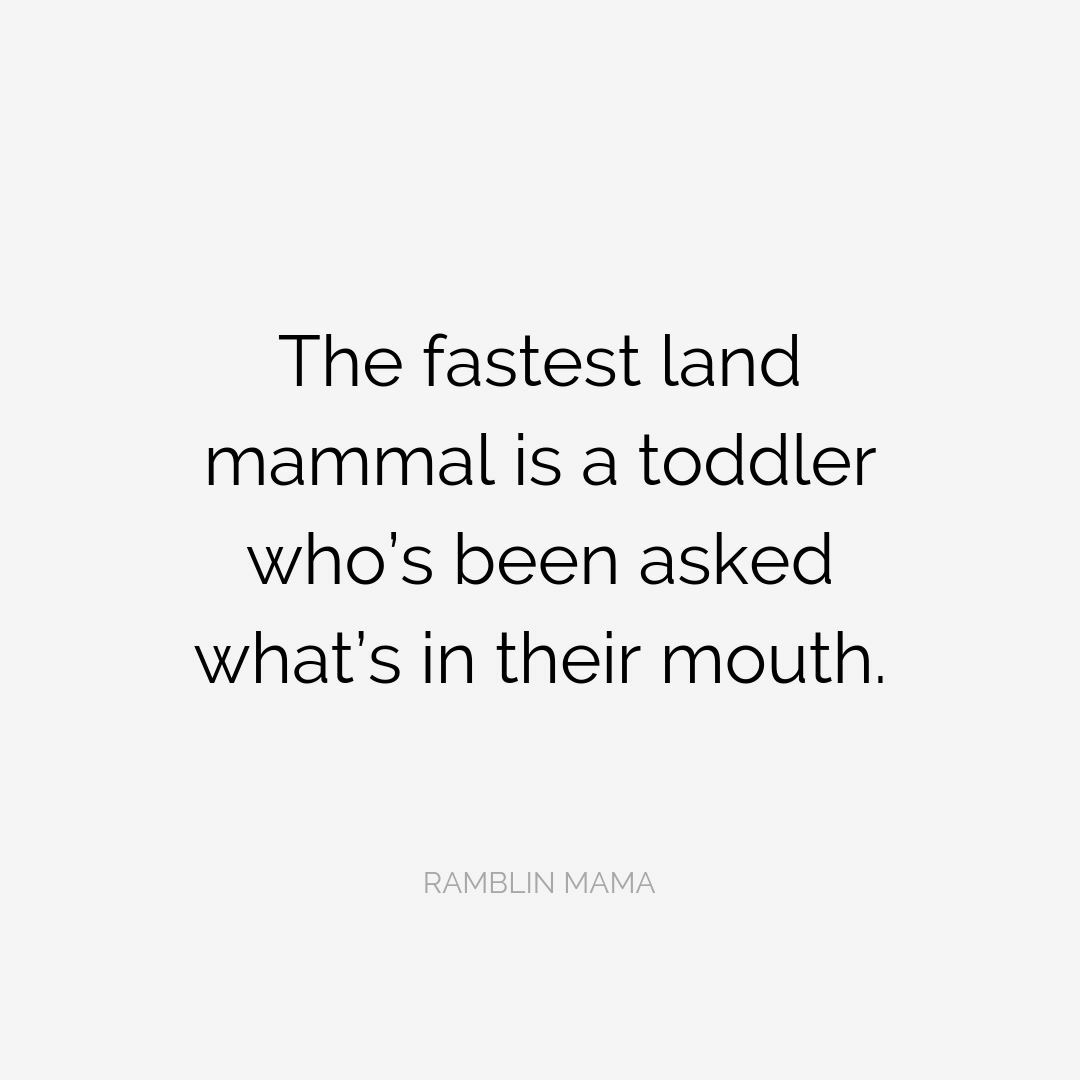 The fastest land
mammal is a toddler
who’s been asked
what’s in their mouth.
RAMBLIN MAMA